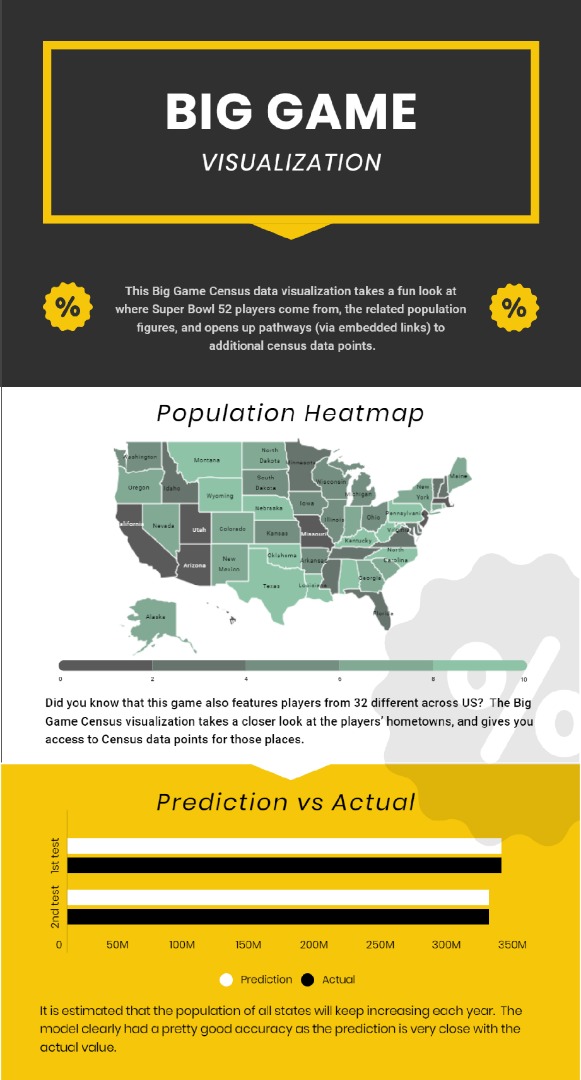 BIG GAME
VISUALIZATION
%
This Big Game Census data visualization takes a fun look at
where Super Bowl 52 players come from, the related population
figures, and opens up pathways (via embedded links) to
additional census data points.
%
Population Heatmap
Washington
Montana
North
Dakota
Minnesota
Maine
Oregon
Idaho
South
Dakota
Wisconsin
Michigan
New
York
Wyoming
Iowa
Nebraska
Pennsylvani
alifornia
Nevada
Utah
Colorado
Kansas
Missouri
Illinois
Ohio
Kentucky
Arizona
New
Mexico
Oklahoma
Arkansas
North
Carolina
Texas
Louisiana
Georgia
Florida
Alaska
0 2 4 6 8 10
%
Did you know that this game also features players from 32 different across US? The Big
Game Census visualization takes a closer look at the players' hometowns, and gives you
access to Census data points for those places.
Prediction vs Actual
1st test
2nd test
0 50M 100M 150M 200M 250M 300M 350M
Prediction Actual
It is estimated that the population of all states will keep increasing each year. The
model clearly had a pretty good accuracy as the prediction is very close with the
actual value.